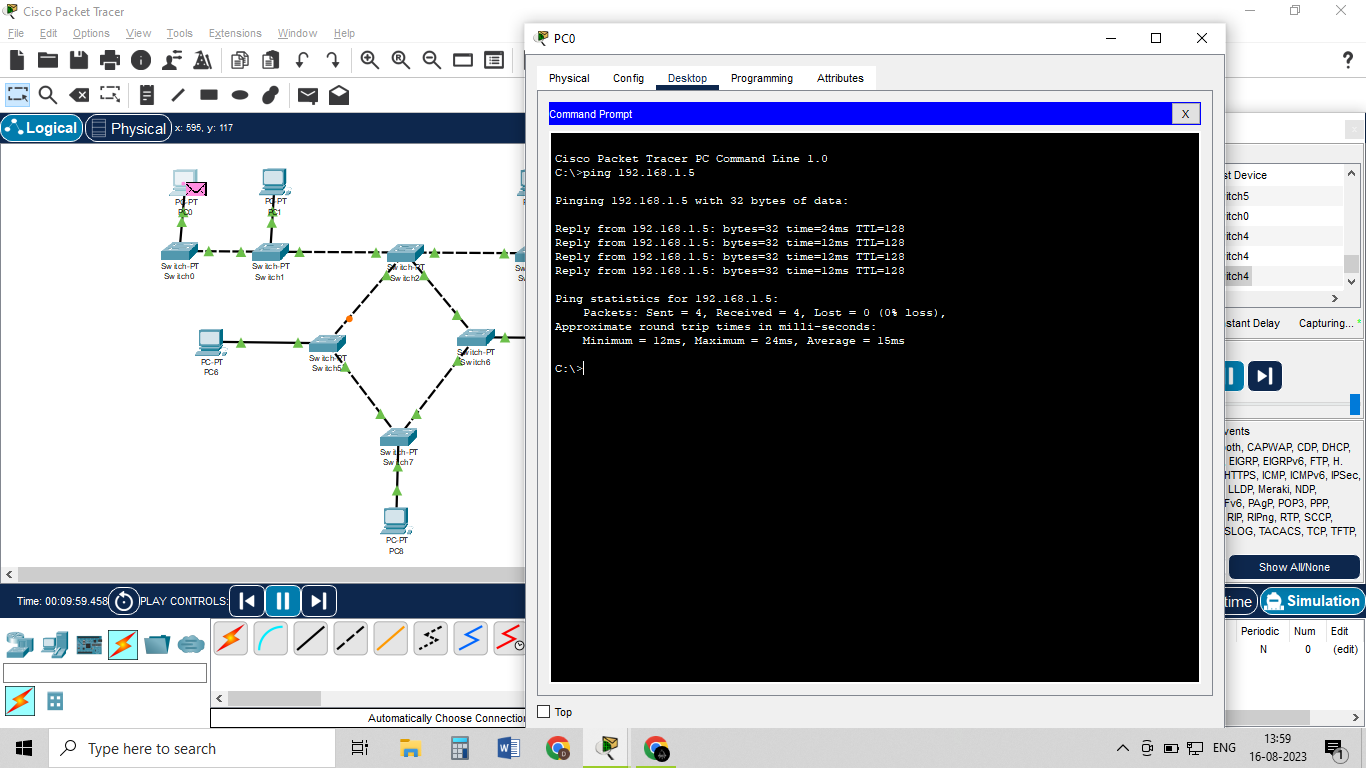 Cisco Packet Tracer
File Edit Options View Tools Extensions Window Help
Logical Physical x: 595, y: 117
PC-PT
PC0
PC-PT
PC1
Switch-PT
Switch0
Switch-PT
Switch1
Switch-PT
Switch2
PC-PT
PC6
Switch-PT
Switch5
Switch-PT
Switch6
Switch-PT
Switch7
PC-PT
PC8
Time: 00:09:59.458 PLAY CONTROLS:
Automatically Choose Connection
PC0
Physical Config Desktop Programming Attributes
Command Prompt X
Cisco Packet Tracer PC Command Line 1.0
C:\>ping 192.168.1.5
Pinging 192.168.1.5 with 32 bytes of data:
Reply from 192.168.1.5: bytes=32 time=24ms TTL=128
Reply from 192.168.1.5: bytes=32 time=12ms TTL=128
Reply from 192.168.1.5: bytes=32 time=12ms TTL=128
Reply from 192.168.1.5: bytes=32 time=12ms TTL=128
Ping statistics for 192.168.1.5:
Packets: Sent = 4, Received = 4, Lost = 0 (0% loss),
Approximate round trip times in milli-seconds:
Minimum = 12ms, Maximum = 24ms, Average = 15ms
C:\>
Top
st Device
itch5
itch0
itch4
itch4
itch4
stant Delay Capturing...
vents
oth, CAPWAP, CDP, DHCP,
EIGRP, EIGRPv6, FTP, H.
HTTPS, ICMP, ICMPv6, IPSec,
LLDP, Meraki, NDP,
Fv6, PAgP, POP3, PPP,
RIP, RIPng, RTP, SCCP,
SLOG, TACACS, TCP, TFTP,
Show All/None
time Simulation
Periodic Num Edit
N 0 (edit)
Type here to search
ENG
13:59
16-08-2023
1